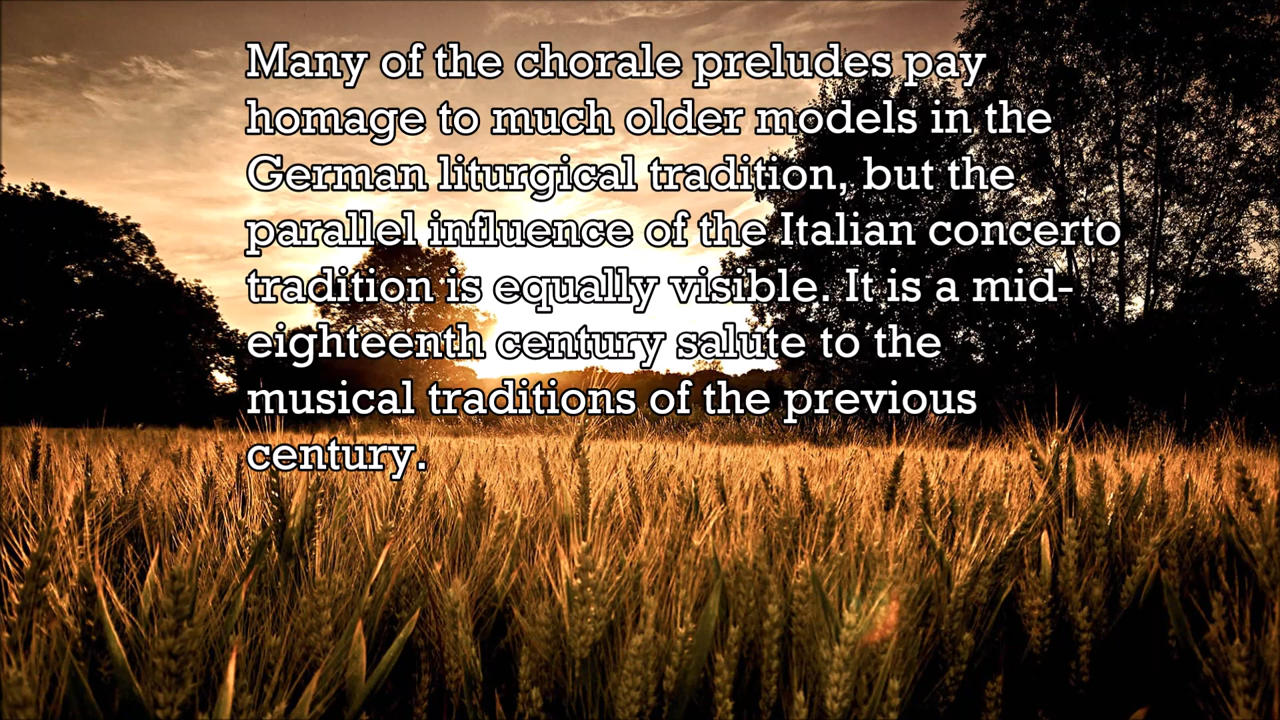 Many of the chorale preludes pay
homage to much older models in the
German liturgical tradition, but the
parallel influence of the Italian concerto
tradition is equally visible. It is a mid-
eighteenth century salute to the
musical traditions of the previous
century.